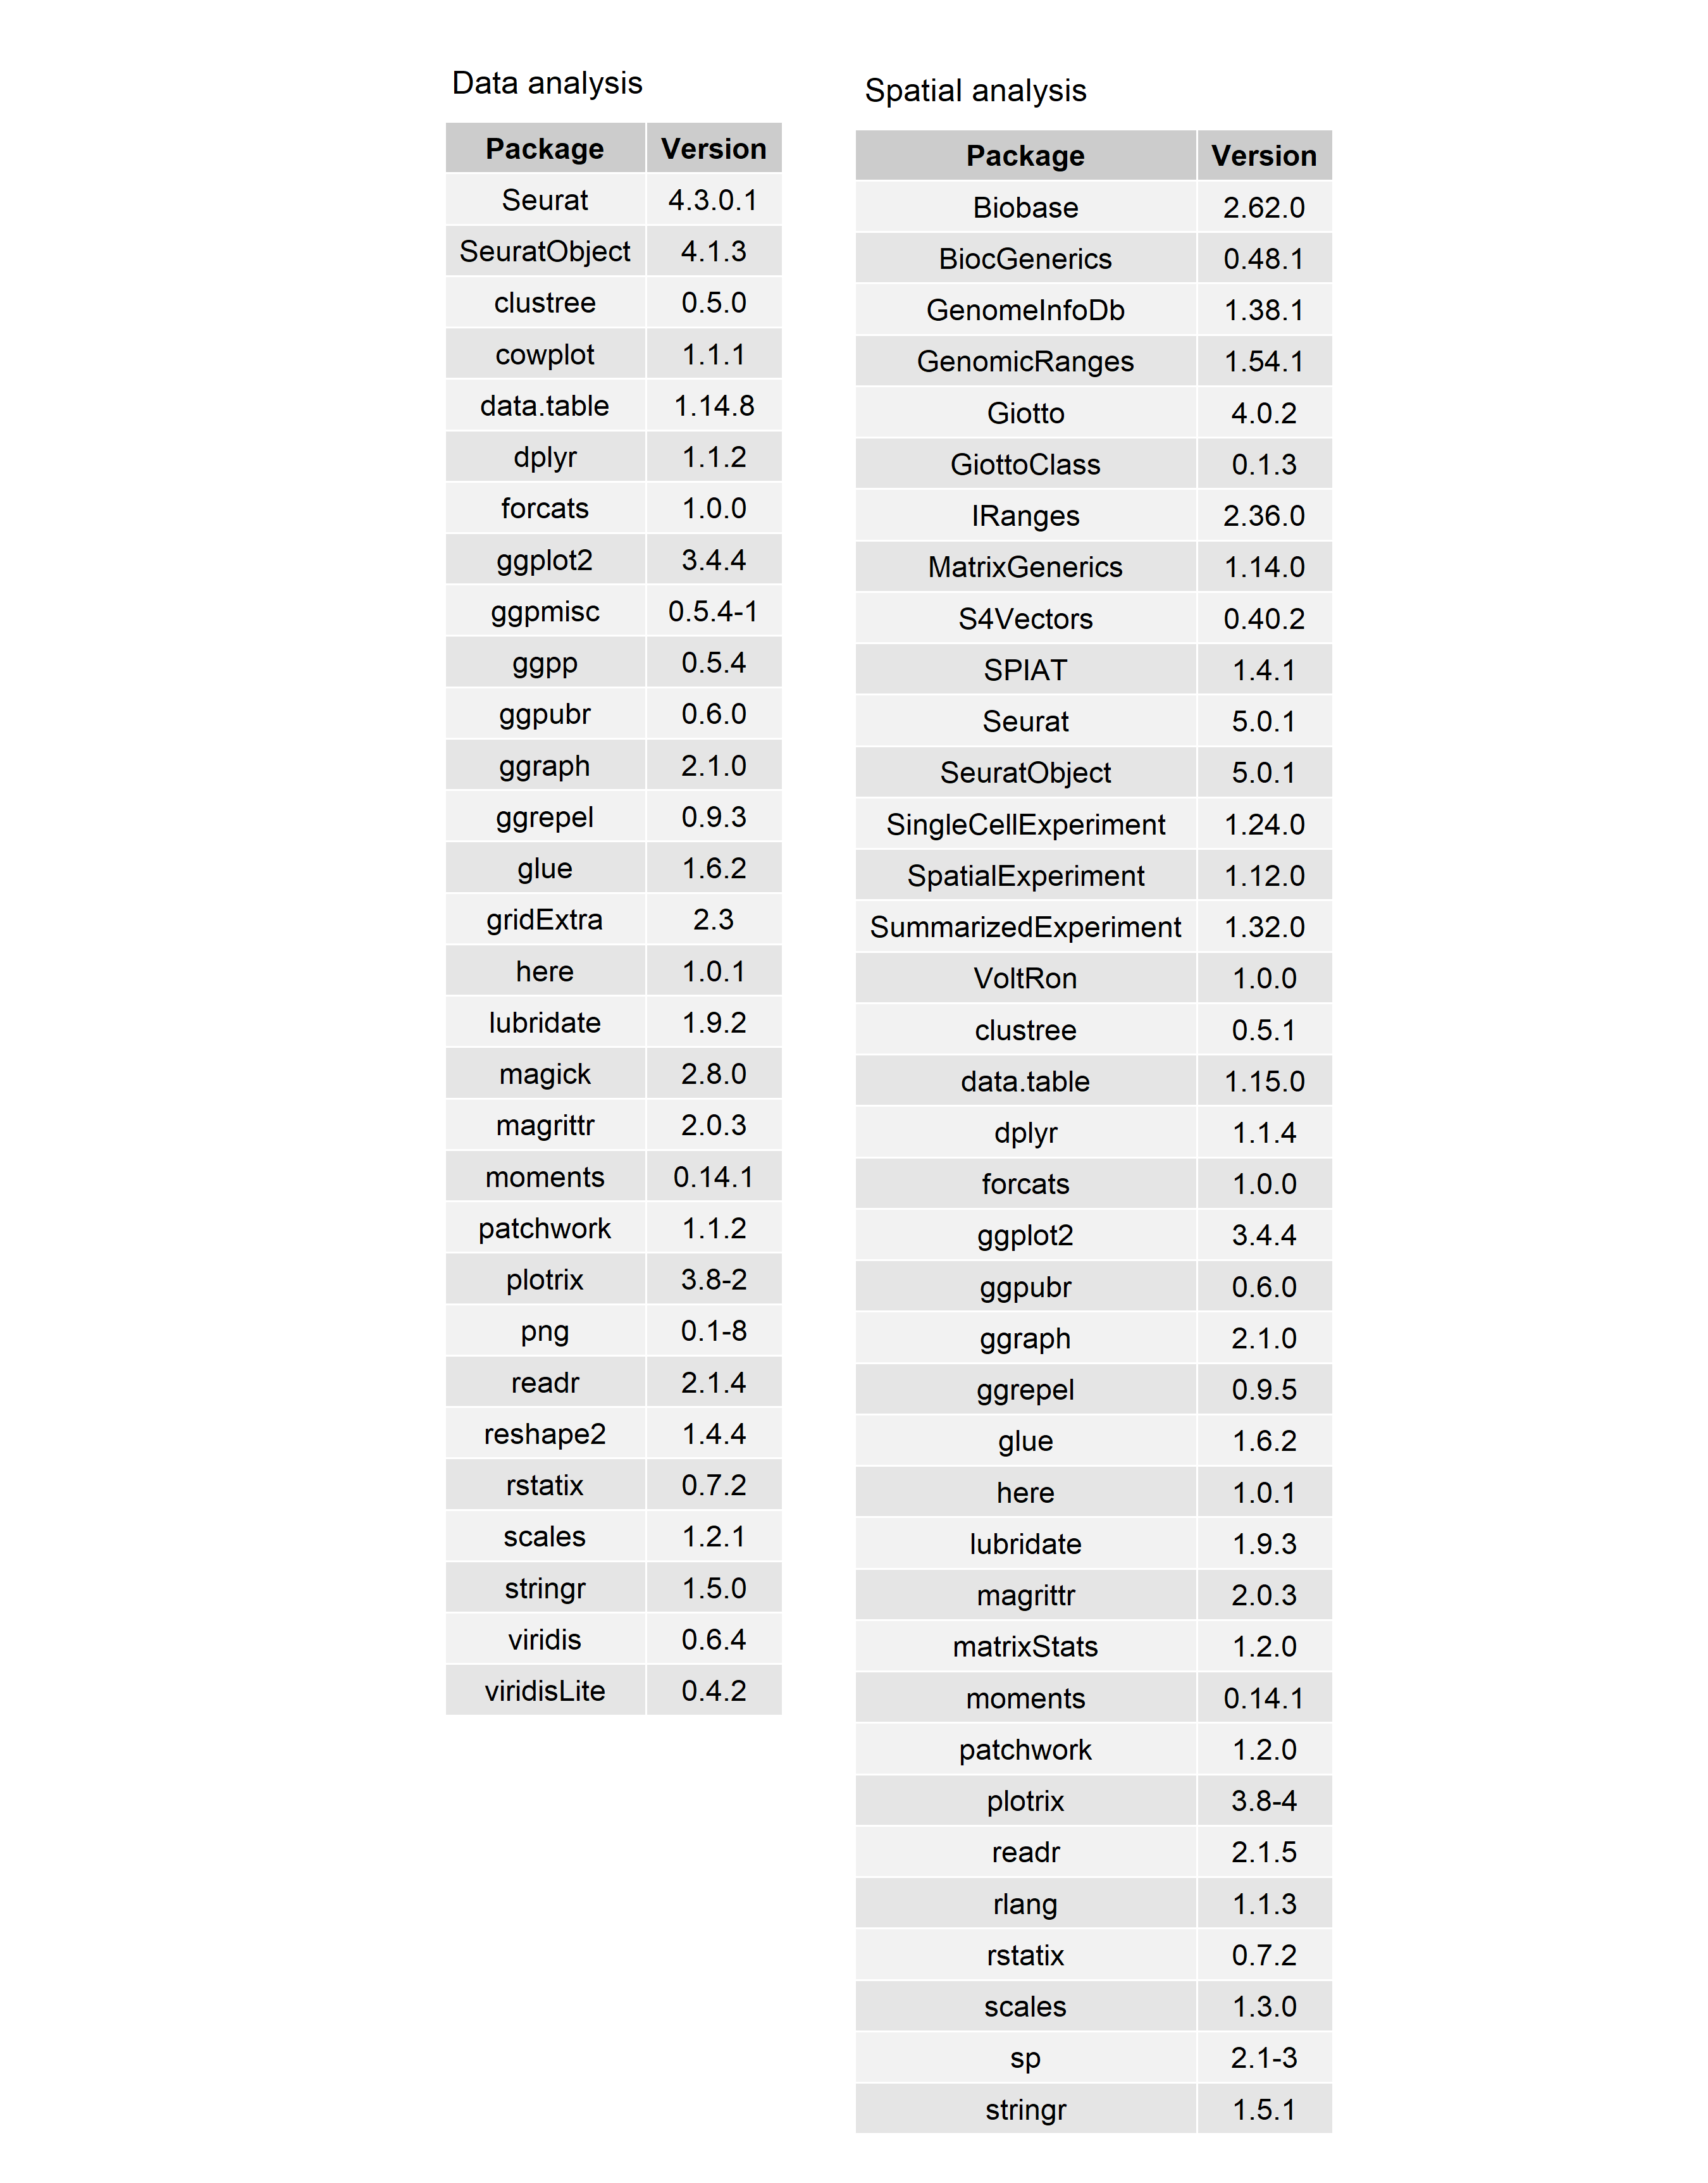 Data analysis
Package Version
Seurat 4.3.0.1
SeuratObject 4.1.3
clustree 0.5.0
cowplot 1.1.1
data.table 1.14.8
dplyr 1.1.2
forcats 1.0.0
ggplot2 3.4.4
ggpmisc 0.5.4-1
ggpp 0.5.4
ggpubr 0.6.0
ggraph 2.1.0
ggrepel 0.9.3
glue 1.6.2
gridExtra 2.3
here 1.0.1
lubridate 1.9.2
magick 2.8.0
magrittr 2.0.3
moments 0.14.1
patchwork 1.1.2
plotrix 3.8-2
png 0.1-8
readr 2.1.4
reshape2 1.4.4
rstatix 0.7.2
scales 1.2.1
stringr 1.5.0
viridis 0.6.4
viridisLite 0.4.2
Spatial analysis
Package Version
Biobase 2.62.0
BiocGenerics 0.48.1
GenomeInfoDb 1.38.1
GenomicRanges 1.54.1
Giotto 4.0.2
GiottoClass 0.1.3
IRanges 2.36.0
MatrixGenerics 1.14.0
S4Vectors 0.40.2
SPIAT 1.4.1
Seurat 5.0.1
SeuratObject 5.0.1
SingleCellExperiment 1.24.0
SpatialExperiment 1.12.0
SummarizedExperiment 1.32.0
VoltRon 1.0.0
clustree 0.5.1
data.table 1.15.0
dplyr 1.1.4
forcats 1.0.0
ggplot2 3.4.4
ggpubr 0.6.0
ggraph 2.1.0
ggrepel 0.9.5
glue 1.6.2
here 1.0.1
lubridate 1.9.3
magrittr 2.0.3
matrixStats 1.2.0
moments 0.14.1
patchwork 1.2.0
plotrix 3.8-4
readr 2.1.5
rlang 1.1.3
rstatix 0.7.2
scales 1.3.0
sp 2.1-3
stringr 1.5.1